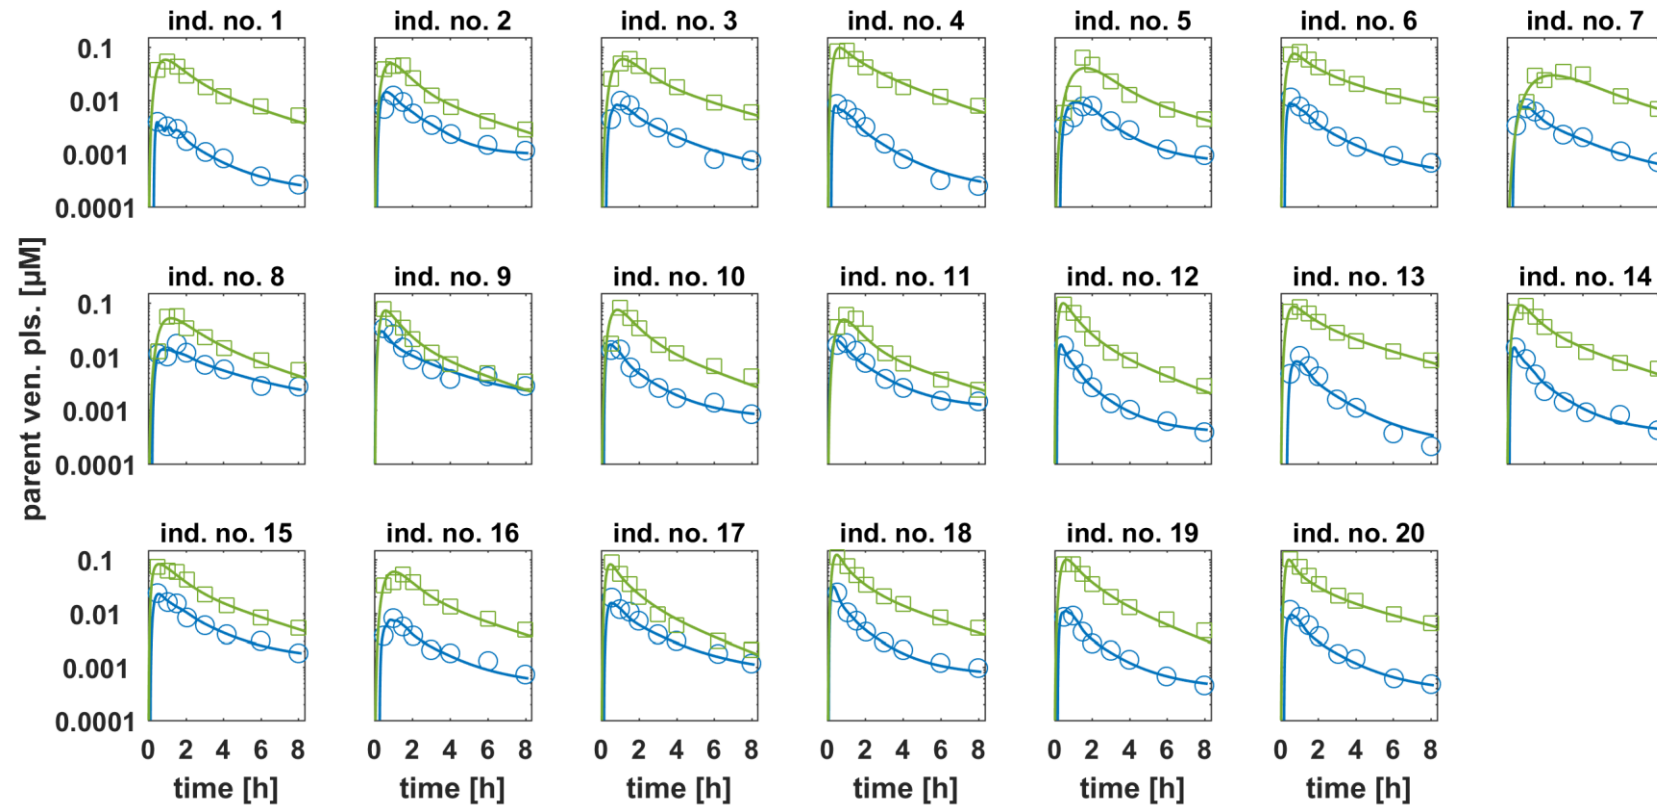 ind. no. 1 ind. no. 2 ind. no. 3 ind. no. 4 ind. no. 5 ind. no. 6 ind. no. 7
0.1
0.01
0.001
0.0001
parent ven. pls. [µM]
ind. no. 8 ind. no. 9 ind. no. 10 ind. no. 11 ind. no. 12 ind. no. 13 ind. no. 14
0.1
0.01
0.001
0.0001
ind. no. 15 ind. no. 16 ind. no. 17 ind. no. 18 ind. no. 19 ind. no. 20
0.1
0.01
0.001
0.0001
0 2 4 6 8 0 2 4 6 8 0 2 4 6 8 0 2 4 6 8 0 2 4 6 8 0 2 4 6 8
time [h] time [h] time [h] time [h] time [h] time [h]